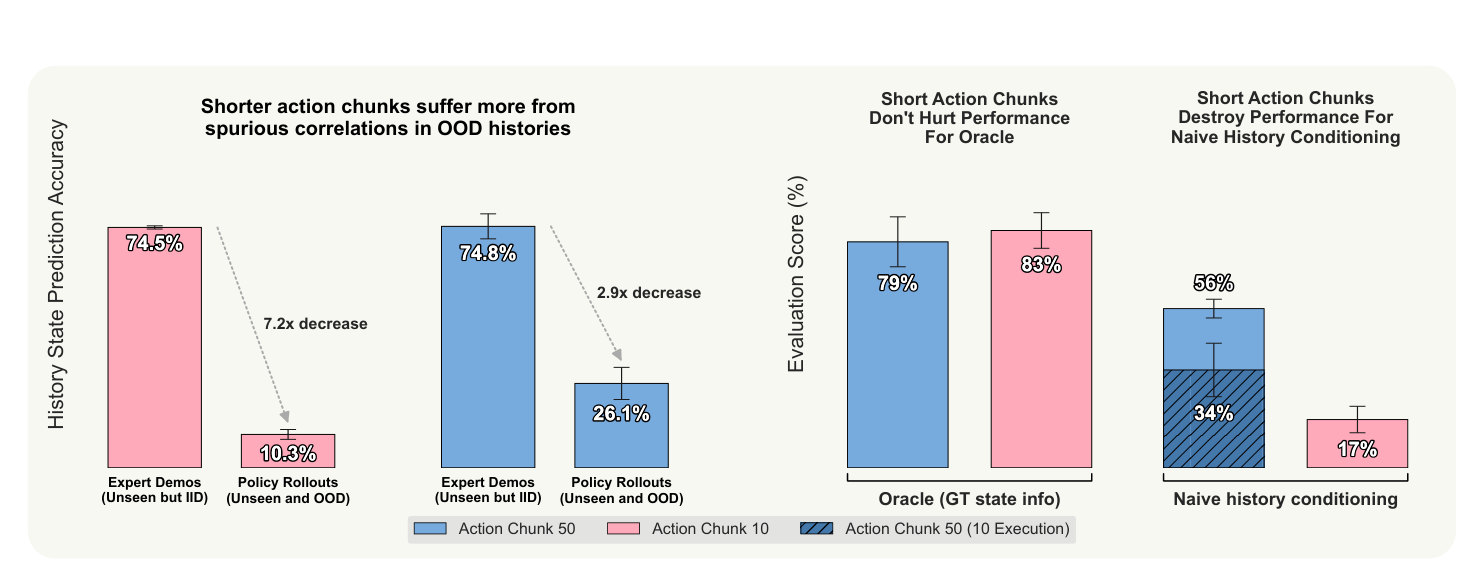 Shorter action chunks suffer more from
spurious correlations in OOD histories
History State Prediction Accuracy
74.5%
7.2x decrease
10.3%
Expert Demos
(Unseen but IID)
Policy Rollouts
(Unseen and OOD)
74.8%
2.9x decrease
26.1%
Expert Demos
(Unseen but IID)
Policy Rollouts
(Unseen and OOD)
Short Action Chunks
Don't Hurt Performance
For Oracle
Evaluation Score (%)
79%
83%
Oracle (GT state info)
Short Action Chunks
Destroy Performance For
Naive History Conditioning
56%
34%
17%
Naive history conditioning
Action Chunk 50
Action Chunk 10
Action Chunk 50 (10 Execution)